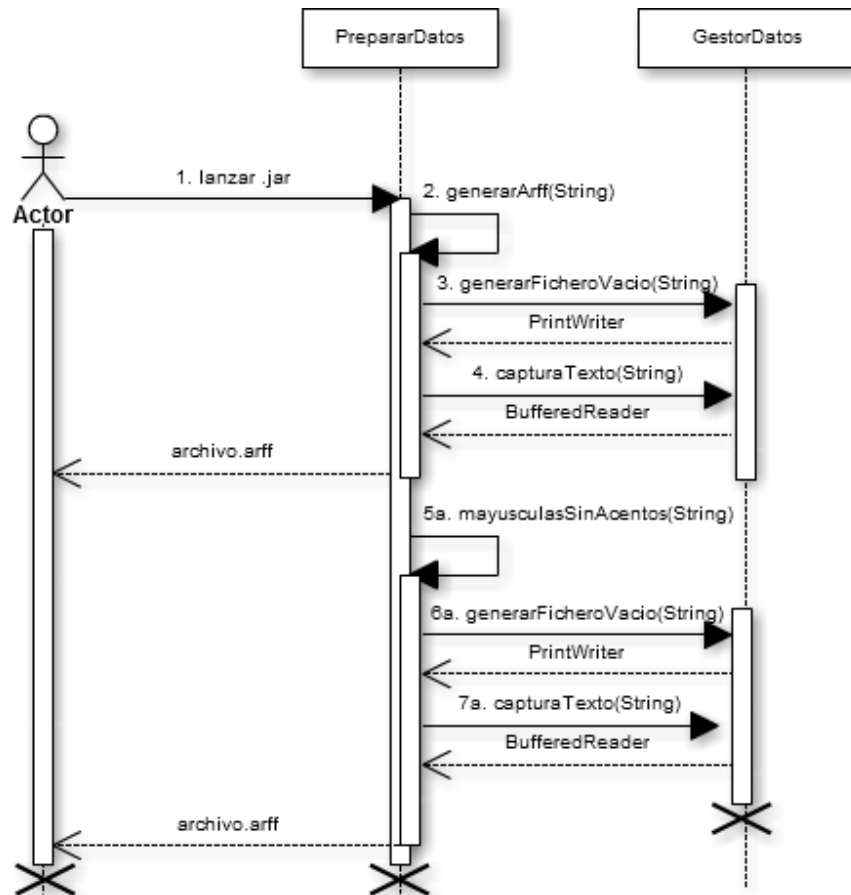 PrepararDatos
GestorDatos
1. lanzar .jar
Actor
2. generarArff(String)
3. generarFicheroVacio(String)
PrintWriter
4. capturaTexto(String)
BufferedReader
archivo.arff
5a. mayusculasSinAcentos(String)
6a. generarFicheroVacio(String)
PrintWriter
7a. capturaTexto(String)
BufferedReader
archivo.arff